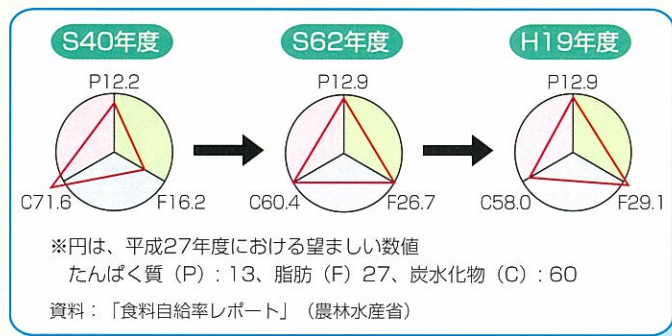 S40年度
S62年度
H19年度
P12.2
P12.9
P12.9
C71.6
F16.2
C60.4
F26.7
C58.0
F29.1
※円は、平成27年度における望ましい数値
たんぱく質（P）: 13、脂肪（F）27、炭水化物（C）: 60
資料：「食料自給率レポート」（農林水産省）